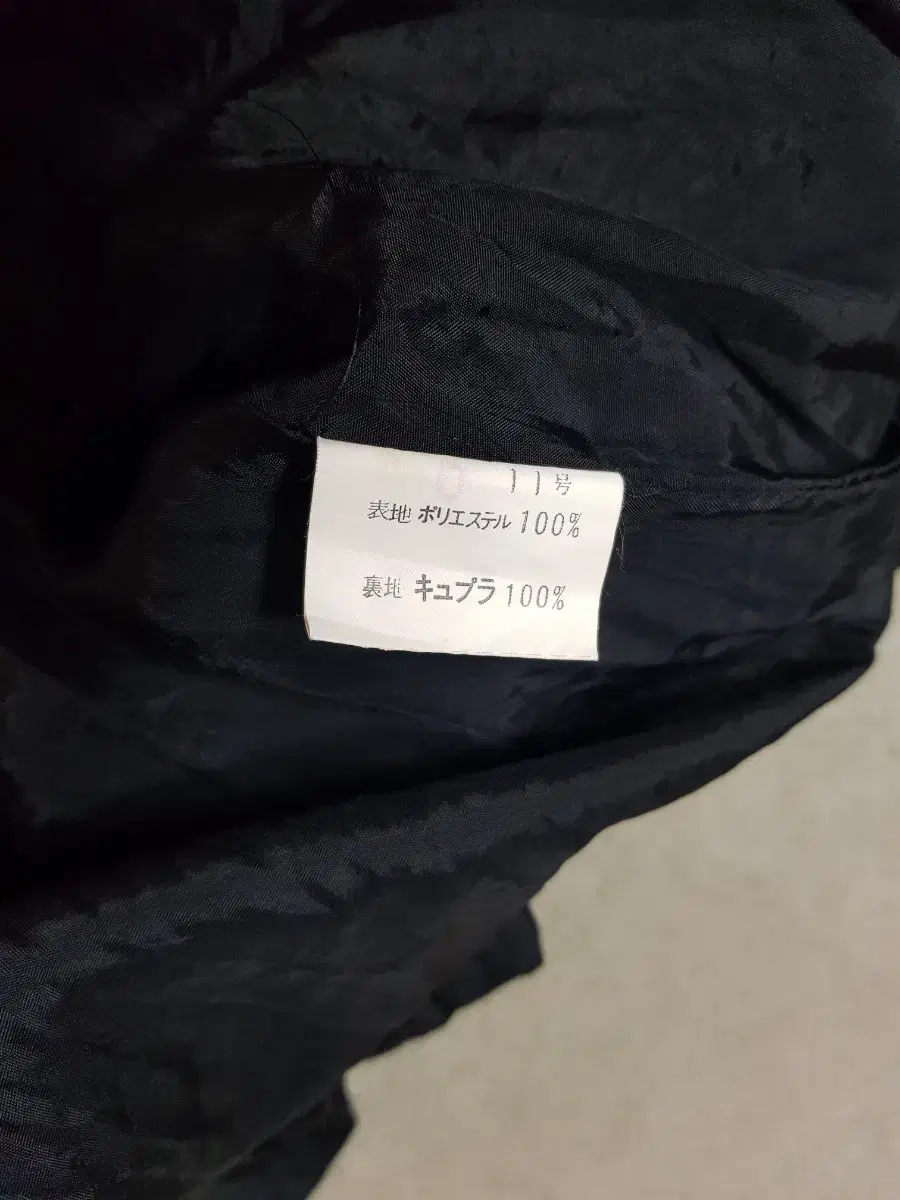 11号
表地 ポリエステル 100%
裏地 キュプラ 100%